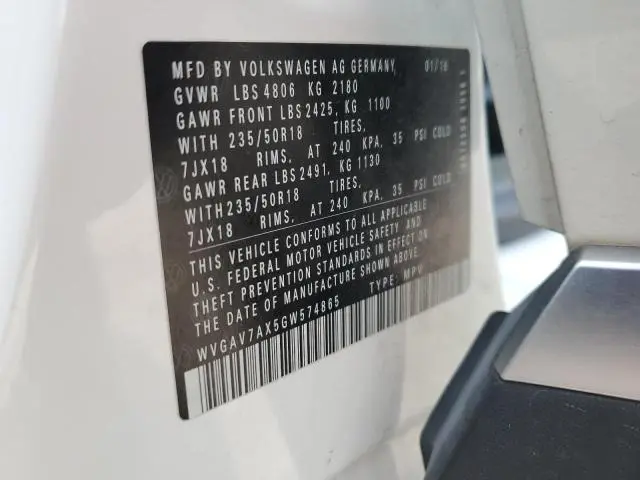 MFD BY VOLKSWAGEN AG GERMANY, 01/16
GVWR LBS 4806 KG 2180
GAWR FRONT LBS 2425, KG 1100
WITH 235/50R18 TIRES,
7JX18 RIMS, AT 240 KPA, 35 PSI COLD
GAWR REAR LBS 2491, KG 1130
WITH 235/50R18 TIRES,
7JX18 RIMS, AT 240 KPA, 35 PSI COLD
THIS VEHICLE CONFORMS TO ALL APPLICABLE
U.S. FEDERAL MOTOR VEHICLE SAFETY AND
THEFT PREVENTION STANDARDS IN EFFECT ON
THE DATE OF MANUFACTURE SHOWN ABOVE.
WVGAV7AX5GW574865 TYPE: MPV